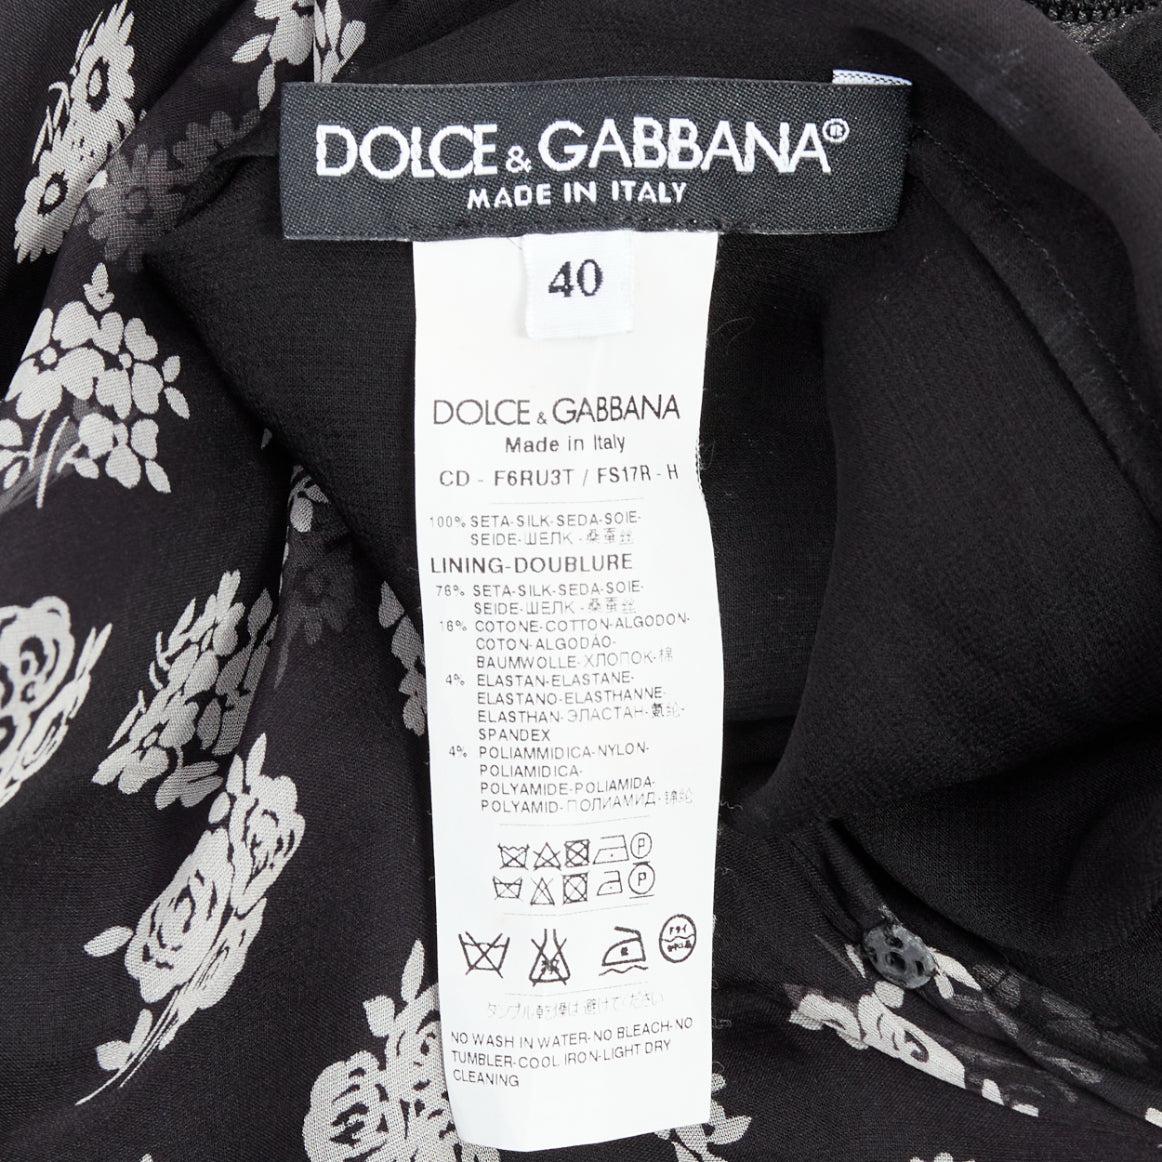 DOLCE & GABBANA®
MADE IN ITALY
40
DOLCE & GABBANA
Made in Italy
CD - F6RU3T / FS17R - H
100% SETA-SILK-SEDA-SOIE-
SEIDE-ШЕЛК - 桑蚕丝
LINING-DOUBLURE
76% SETA-SILK-SEDA-SOIE-
SEIDE-ШЕЛК - 桑蚕丝
16% COTONE-COTTON-ALGODON-
COTON-ALGODÃO-
BAUMWOLLE-ХЛОПОК-棉
4% ELASTAN-ELASTANE-
ELASTANO-ELASTHANNE-
ELASTHAN-ЭЛАСТАН-氨纶-
SPANDEX
4% POLIAMMIDICA-NYLON-
POLIAMIDICA-
POLYAMIDE-POLIAMIDA-
POLYAMID-ПОЛИАМИД-锦纶
P
P
ドライ
タンブル乾燥は避けてください
NO WASH IN WATER-NO BLEACH-NO
TUMBLER-COOL IRON-LIGHT DRY
CLEANING